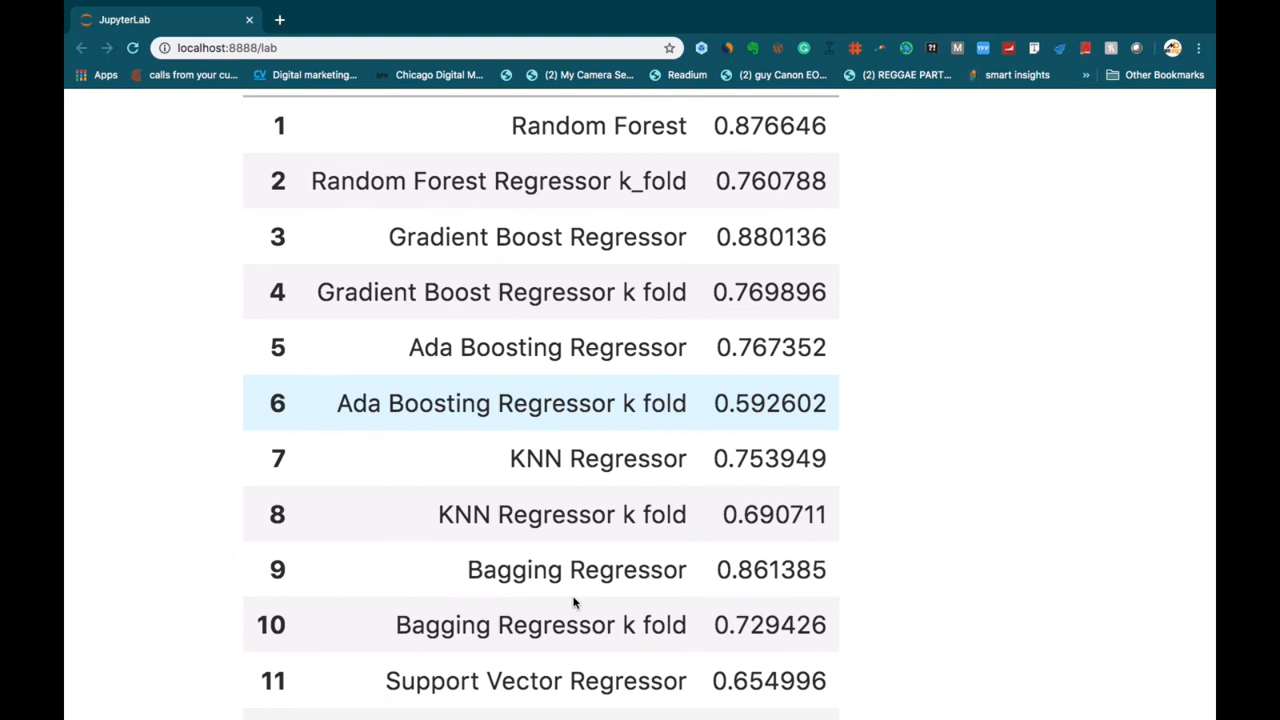 JupyterLab
localhost:8888/lab
Apps calls from your cu... Digital marketing... Chicago Digital M... (2) My Camera Se... Readium (2) guy Canon EO... (2) REGGAE PART... smart insights » Other Bookmarks
1 Random Forest 0.876646
2 Random Forest Regressor k_fold 0.760788
3 Gradient Boost Regressor 0.880136
4 Gradient Boost Regressor k fold 0.769896
5 Ada Boosting Regressor 0.767352
6 Ada Boosting Regressor k fold 0.592602
7 KNN Regressor 0.753949
8 KNN Regressor k fold 0.690711
9 Bagging Regressor 0.861385
10 Bagging Regressor k fold 0.729426
11 Support Vector Regressor 0.654996